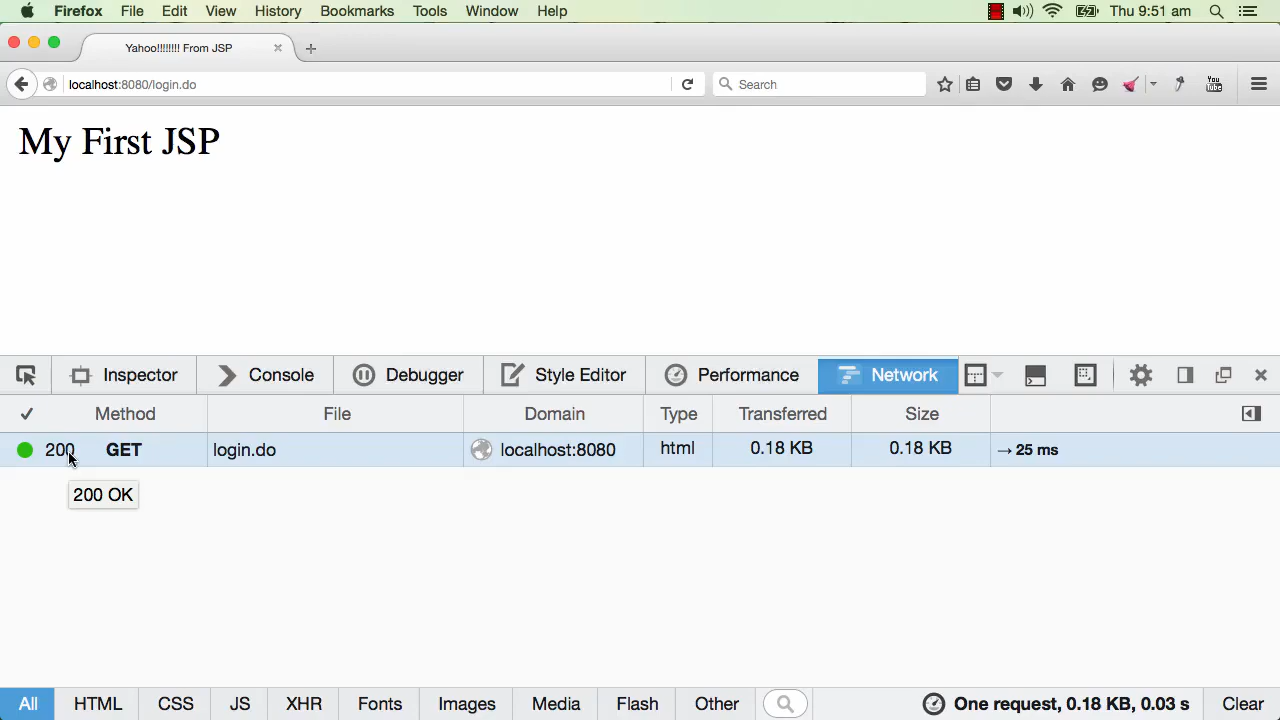 Firefox File Edit View History Bookmarks Tools Window Help Thu 9:51 am
Yahoo!!!!!!!! From JSP
localhost:8080/login.do Search You Tube
My First JSP
Inspector Console Debugger Style Editor Performance Network
✓ Method File Domain Type Transferred Size
200 GET login.do localhost:8080 html 0.18 KB 0.18 KB → 25 ms
200 OK
All HTML CSS JS XHR Fonts Images Media Flash Other One request, 0.18 KB, 0.03 s Clear